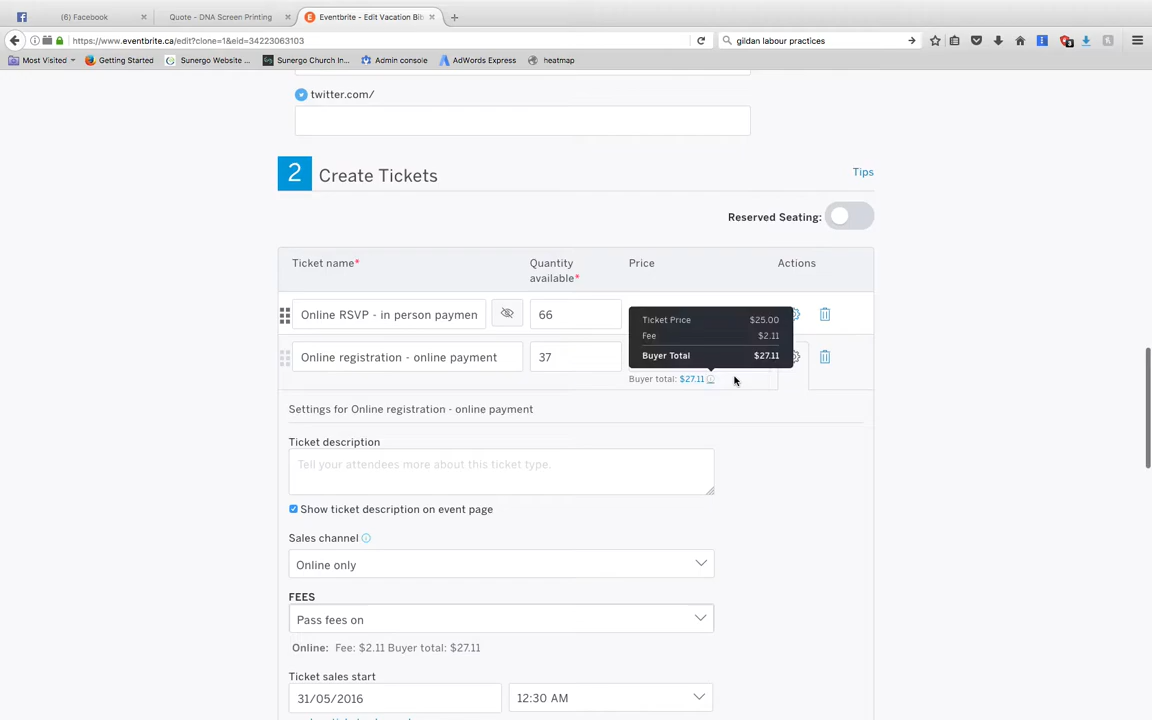 (f) Facebook
Quote - DNA Screen Printing
Eventbrite - Edit Vacation Bib
https://www.eventbrite.ca/edit?clone=1&eid=34223063103
gildan labour practices
3
Most Visited
Getting Started
Sunergo Website ...
Sunergo Church In...
Admin console
AdWords Express
heatmap
twitter.com/
2 Create Tickets
Tips
Reserved Seating:
Ticket name*
Quantity available*
Price
Actions
Online RSVP - in person paymen
66
Ticket Price $25.00
Fee $2.11
Buyer Total $27.11
Online registration - online payment
37
Buyer total: $27.11
Settings for Online registration - online payment
Ticket description
Tell your attendees more about this ticket type.
Show ticket description on event page
Sales channel
Online only
FEES
Pass fees on
Online: Fee: $2.11 Buyer total: $27.11
Ticket sales start
31/05/2016
12:30 AM